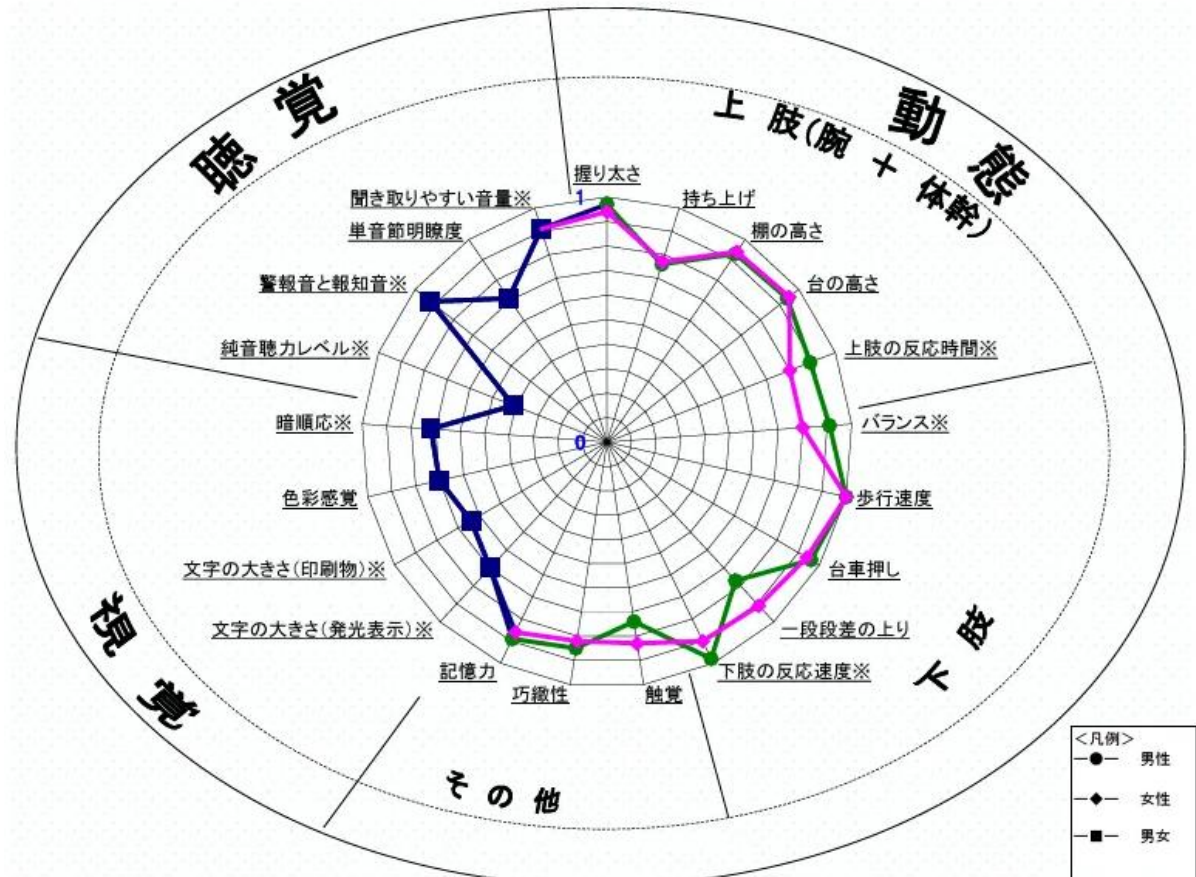 聴覚
動態
上肢(腕 + 体幹)
握り太さ
1
持ち上げ
棚の高さ
台の高さ
上肢の反応時間※
バランス※
歩行速度
台車押し
一段段差の上り
下肢の反応速度※
触覚
巧緻性
記憶力
文字の大きさ(発光表示)※
文字の大きさ(印刷物)※
色彩感覚
暗順応※
純音聴力レベル※
警報音と報知音※
単音節明瞭度
聞き取りやすい音量※
0
下肢
その他
視覚
<凡例>
男性
女性
男女